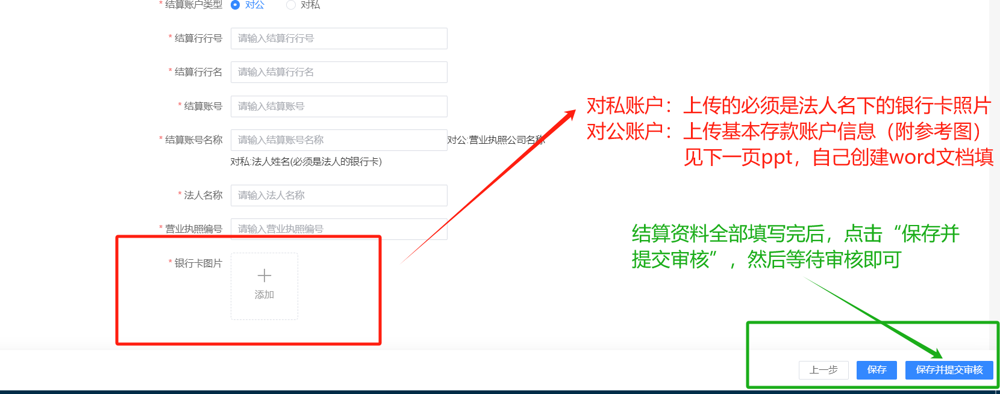 * 结算账户类型 对公 对私
* 结算行行号 请输入结算行行号
* 结算行行名 请输入结算行行名
* 结算账号 请输入结算账号
* 结算账号名称 请输入结算账号名称 对公:营业执照公司名称
对私:法人姓名(必须是法人的银行卡)
* 法人名称 请输入法人名称
* 营业执照编号 请输入营业执照编号
* 银行卡图片
添加
对私账户：上传的必须是法人名下的银行卡照片
对公账户：上传基本存款账户信息（附参考图）
见下一页ppt，自己创建word文档填
结算资料全部填写完后，点击“保存并
提交审核”，然后等待审核即可
上一步 保存 保存并提交审核